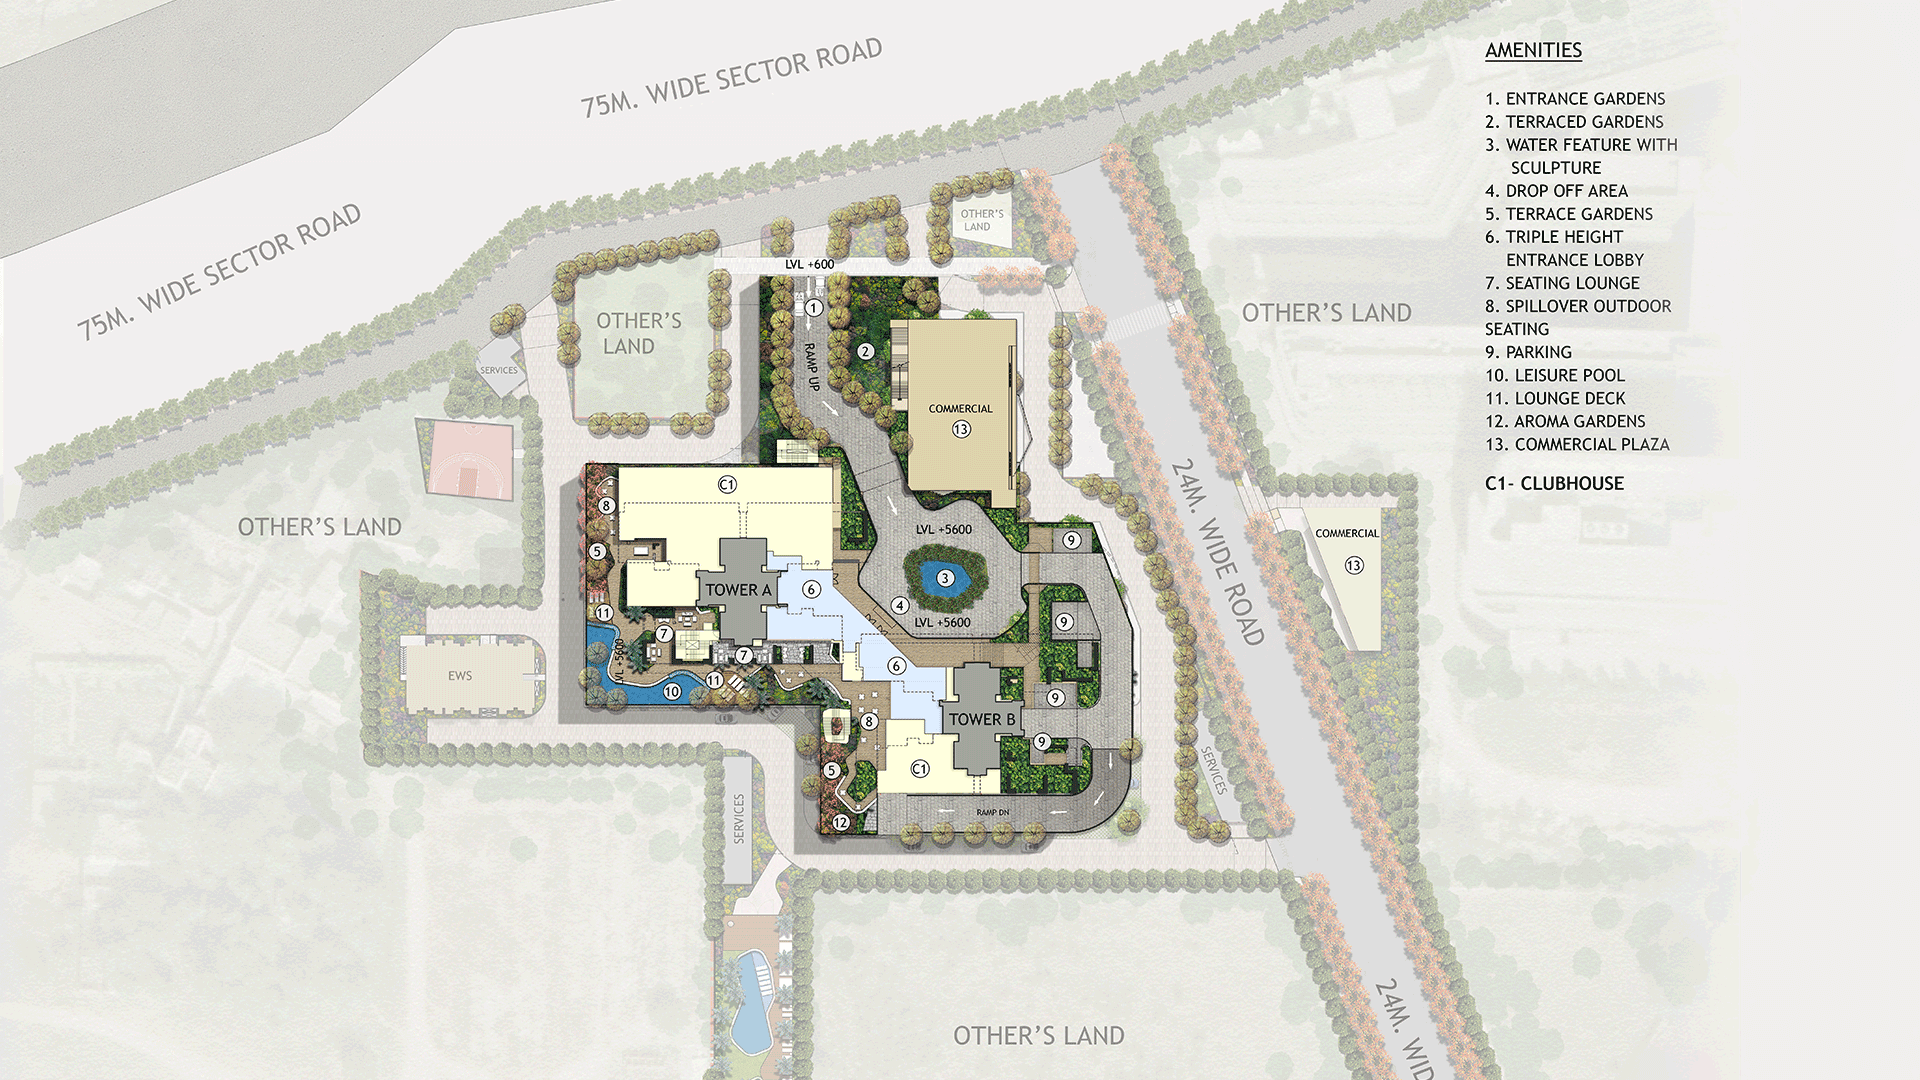 AMENITIES
1. ENTRANCE GARDENS
2. TERRACED GARDENS
3. WATER FEATURE WITH
SCULPTURE
4. DROP OFF AREA
5. TERRACE GARDENS
6. TRIPLE HEIGHT
ENTRANCE LOBBY
7. SEATING LOUNGE
8. SPILLOVER OUTDOOR
SEATING
9. PARKING
10. LEISURE POOL
11. LOUNGE DECK
12. AROMA GARDENS
13. COMMERCIAL PLAZA
C1- CLUBHOUSE
75M. WIDE SECTOR ROAD
75M. WIDE SECTOR ROAD
OTHER'S
LAND
LVL +600
1
OTHER'S
LAND
OTHER'S LAND
RAMP UP
2
SERVICES
COMMERCIAL
13
C1
24M. WIDE ROAD
8
OTHER'S LAND
LVL +5600
COMMERCIAL
13
9
5
3
TOWER A
6
4
11
LVL +5600
9
7
LVL +5600
7
6
EWS
11
10
9
8
TOWER B
9
5
C1
SERVICES
SERVICES
12
RAMP DN
OTHER'S LAND
24M. WID